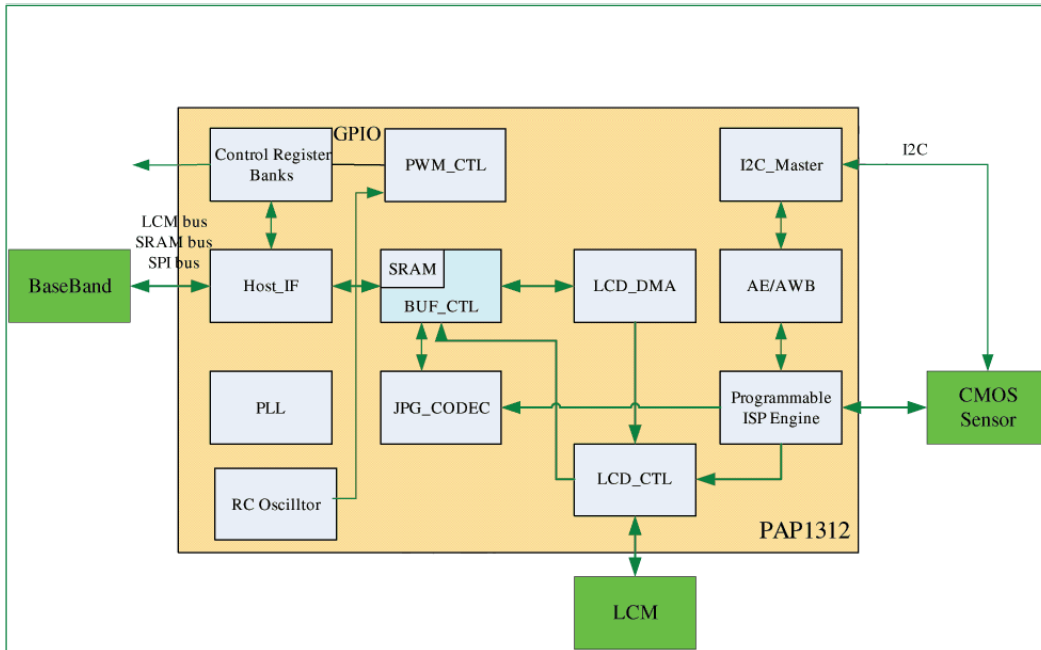 GPIO
Control Register
Banks
PWM_CTL
I2C_Master
I2C
LCM bus
SRAM bus
SPI bus
BaseBand
Host_IF
SRAM
BUF_CTL
LCD_DMA
AE/AWB
PLL
JPG_CODEC
Programmable
ISP Engine
CMOS
Sensor
RC Oscilltor
LCD_CTL
PAP1312
LCM